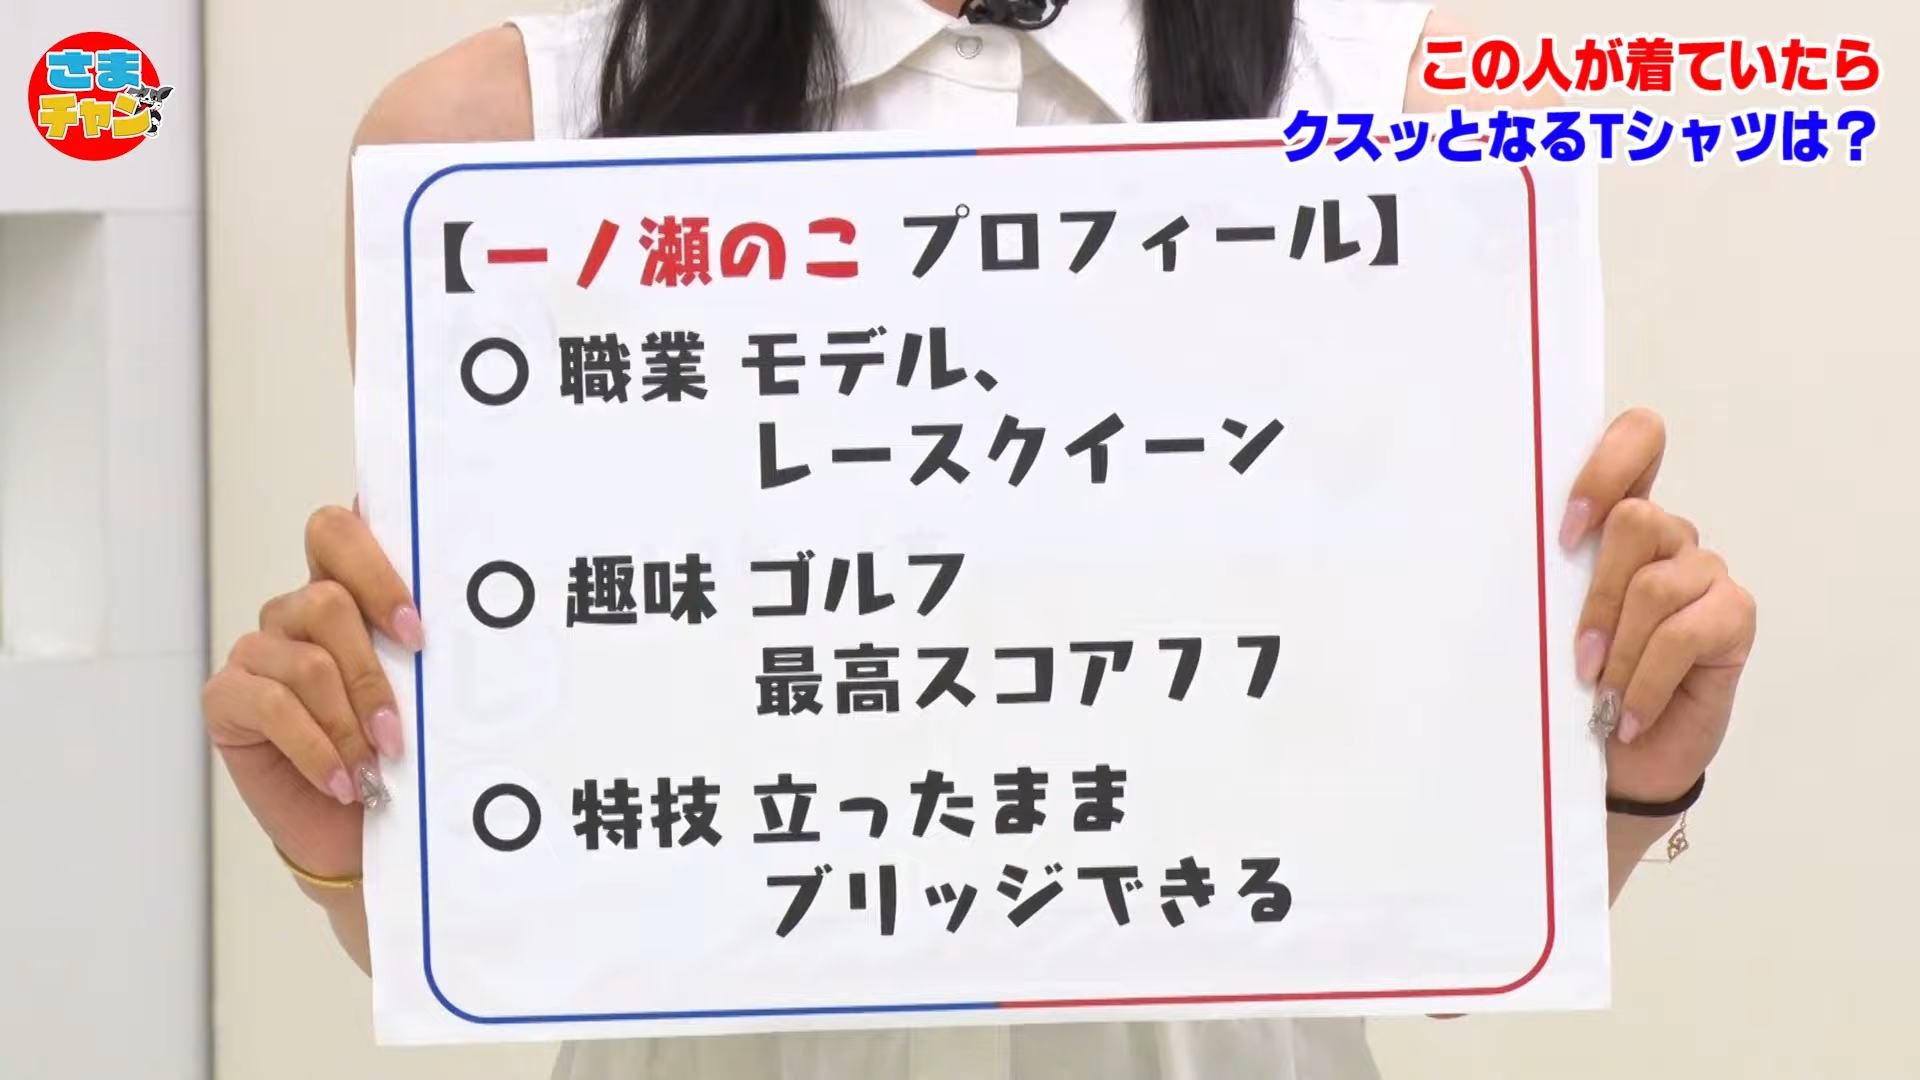 さま
チャン
この人が着ていたら
クスッとなるTシャツは？
【一ノ瀬のこ プロフィール】
○ 職業 モデル、
レースクイーン
○ 趣味 ゴルフ
最高スコア77
○ 特技 立ったまま
ブリッジできる